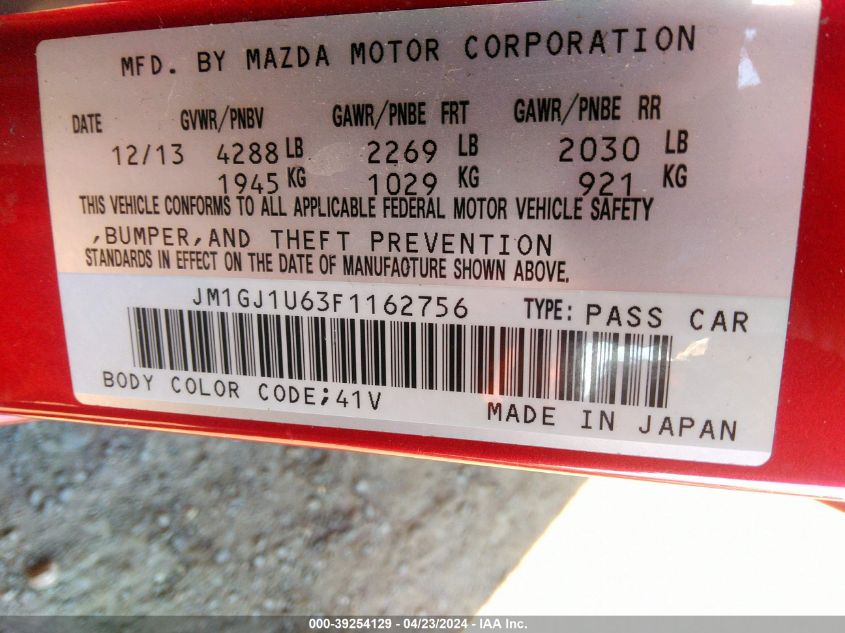 MFD. BY MAZDA MOTOR CORPORATION
DATE GVWR/PNBV GAWR/PNBE FRT GAWR/PNBE RR
12/13 4288 LB 2269 LB 2030 LB
1945 KG 1029 KG 921 KG
THIS VEHICLE CONFORMS TO ALL APPLICABLE FEDERAL MOTOR VEHICLE SAFETY
,BUMPER,AND THEFT PREVENTION
STANDARDS IN EFFECT ON THE DATE OF MANUFACTURE SHOWN ABOVE.
JM1GJ1U63F1162756 TYPE: PASS CAR
BODY COLOR CODE;41V MADE IN JAPAN
000-39254129 - 04/23/2024 - IAA Inc.